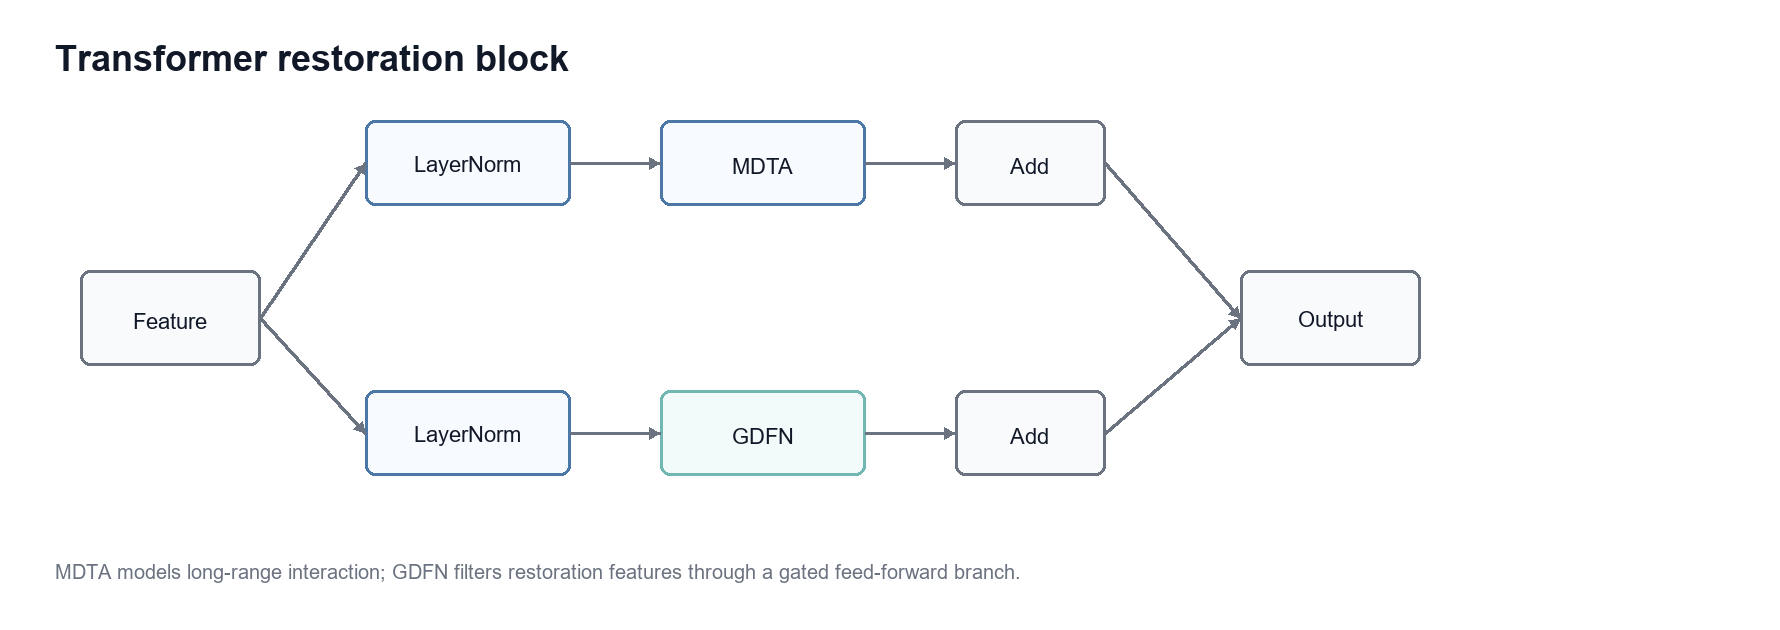 Transformer restoration block
LayerNorm
MDTA
Add
Feature
Output
LayerNorm
GDFN
Add
MDTA models long-range interaction; GDFN filters restoration features through a gated feed-forward branch.